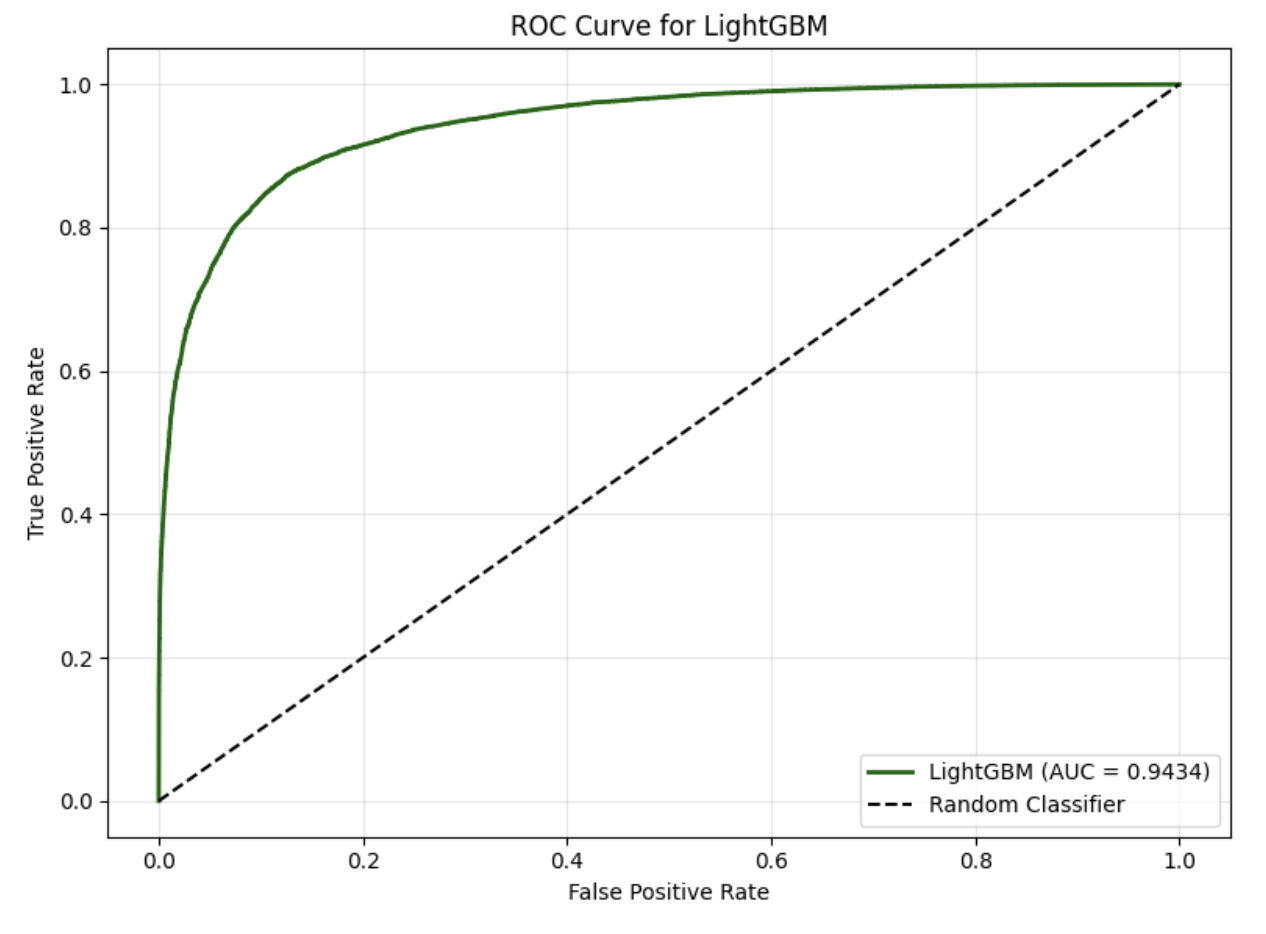 ROC Curve for LightGBM
True Positive Rate
1.0
0.8
0.6
0.4
0.2
0.0
0.0 0.2 0.4 0.6 0.8 1.0
False Positive Rate
LightGBM (AUC = 0.9434)
Random Classifier